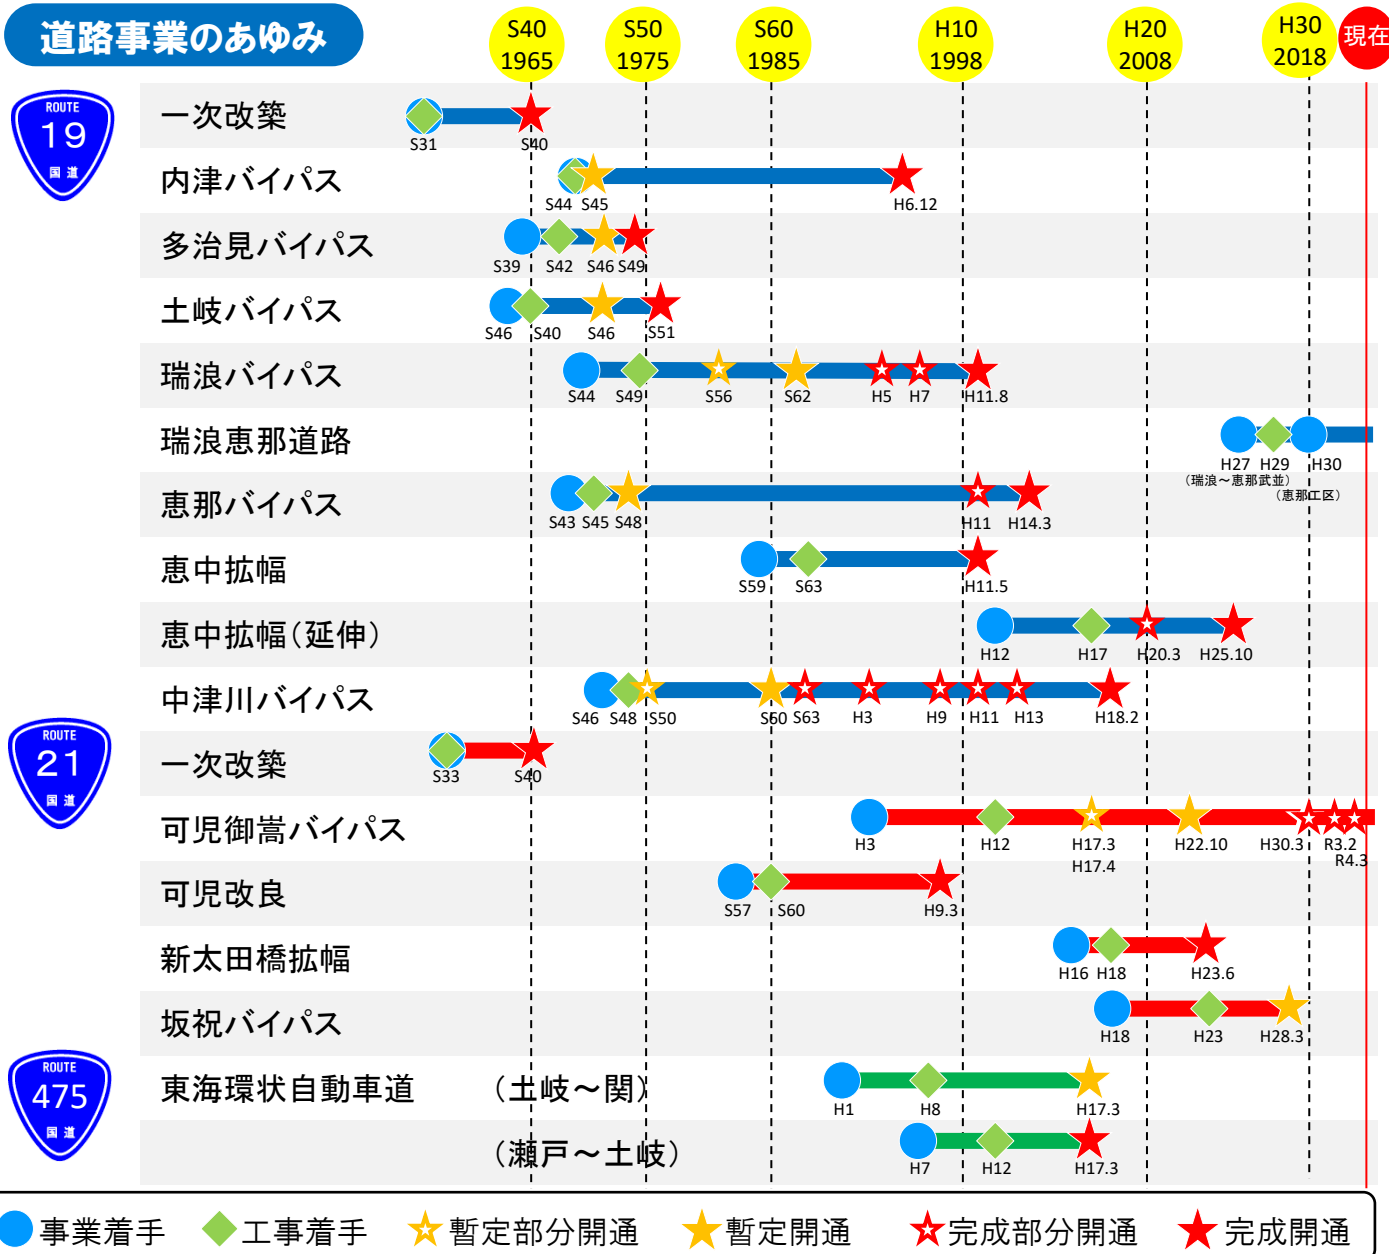 道路事業のあゆみ
S40
1965
S50
1975
S60
1985
H10
1998
H20
2008
H30
2018
現在
ROUTE
19
国道
一次改築
S31
S40
内津バイパス
S44
S45
H6.12
多治見バイパス
S39
S42
S46
S49
土岐バイパス
S46
S40
S46
S51
瑞浪バイパス
S44
S49
S56
S62
H5
H7
H11.8
瑞浪恵那道路
H27
H29
H30
（瑞浪～恵那武並）
（恵那工区）
恵那バイパス
S43
S45
S48
H11
H14.3
恵中拡幅
S59
S63
H11.5
恵中拡幅（延伸）
H12
H17
H20.3
H25.10
中津川バイパス
S46
S48
S50
S60
S63
H3
H9
H11
H13
H18.2
ROUTE
21
国道
一次改築
S33
S40
可児御嵩バイパス
H3
H12
H17.3
H17.4
H22.10
H30.3
R3.2
R4.3
可児改良
S57
S60
H9.3
新太田橋拡幅
H16
H18
H23.6
坂祝バイパス
H18
H23
H28.3
ROUTE
475
国道
東海環状自動車道 （土岐～関）
H1
H8
H17.3
（瀬戸～土岐）
H7
H12
H17.3
事業着手 工事着手 暫定部分開通 暫定開通 完成部分開通 完成開通